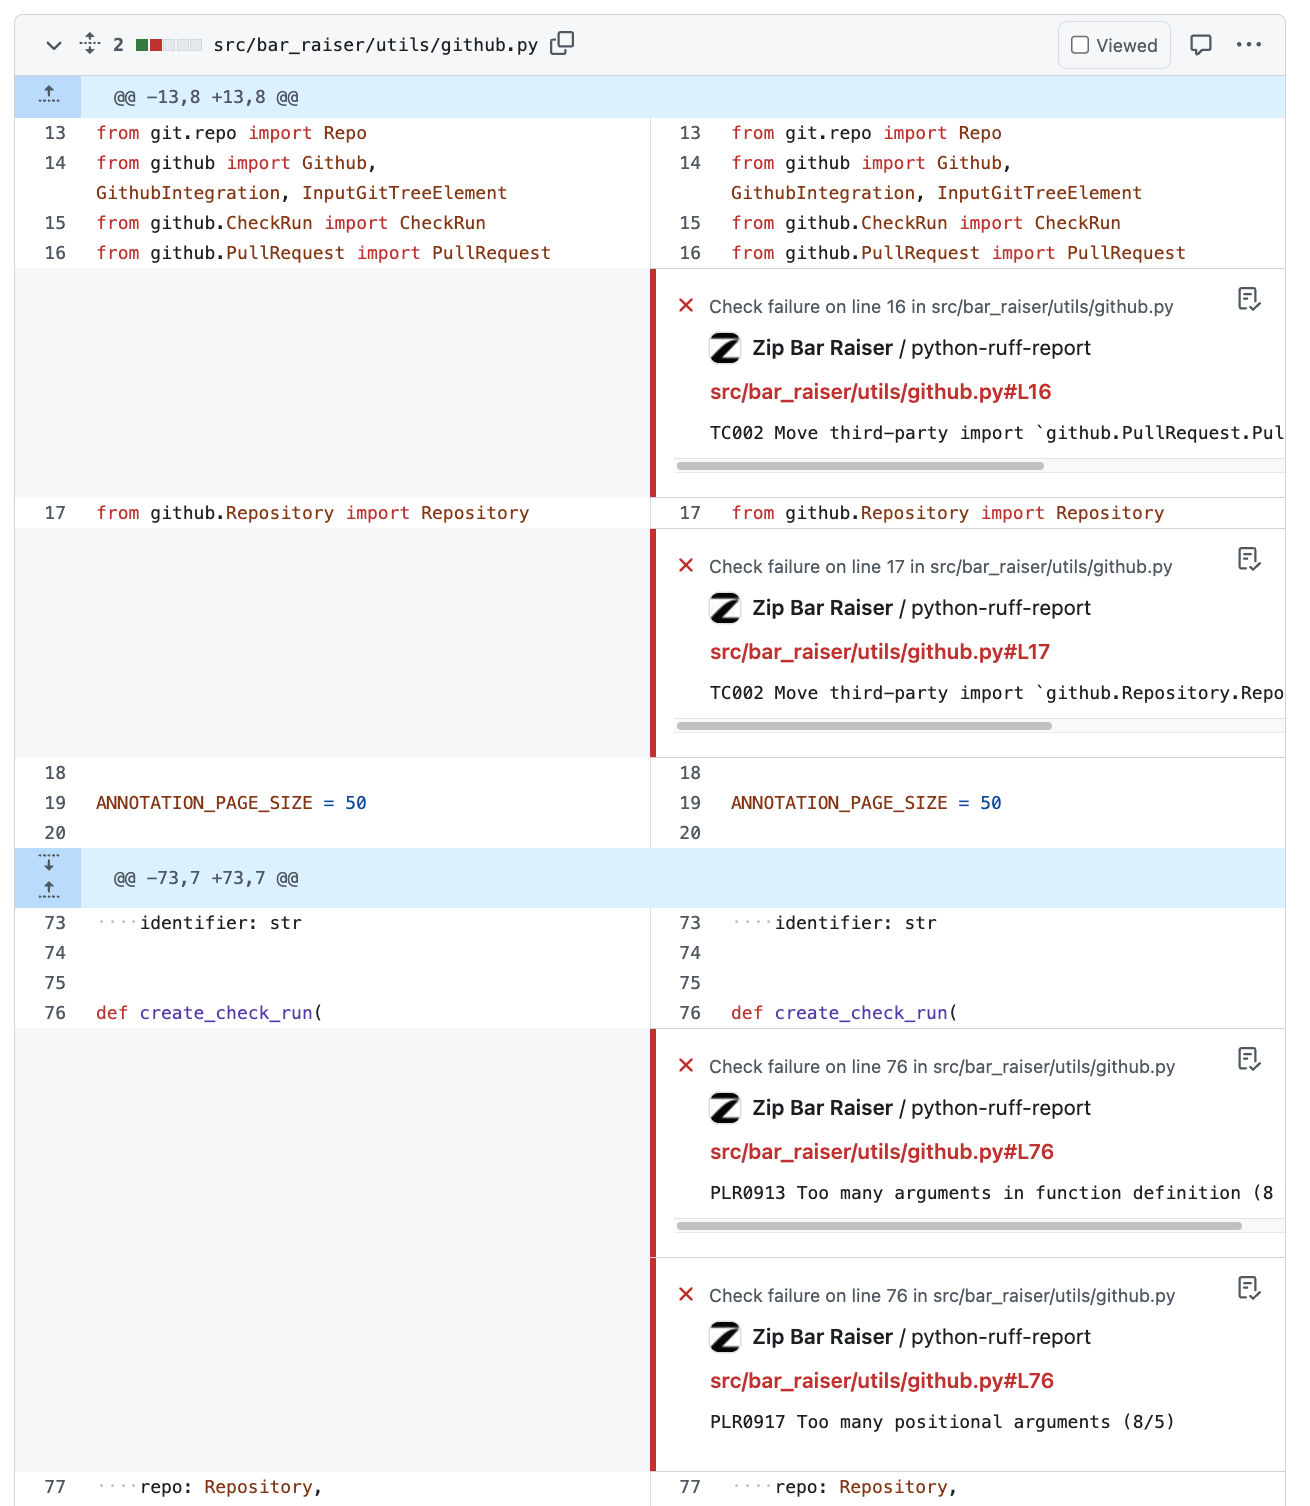 2 src/bar_raiser/utils/github.py Viewed
@@ -13,8 +13,8 @@
13 from git.repo import Repo 13 from git.repo import Repo
14 from github import Github, 14 from github import Github,
GithubIntegration, InputGitTreeElement GithubIntegration, InputGitTreeElement
15 from github.CheckRun import CheckRun 15 from github.CheckRun import CheckRun
16 from github.PullRequest import PullRequest 16 from github.PullRequest import PullRequest
Check failure on line 16 in src/bar_raiser/utils/github.py
Zip Bar Raiser / python-ruff-report
src/bar_raiser/utils/github.py#L16
TC002 Move third-party import `github.PullRequest.Pul
17 from github.Repository import Repository 17 from github.Repository import Repository
Check failure on line 17 in src/bar_raiser/utils/github.py
Zip Bar Raiser / python-ruff-report
src/bar_raiser/utils/github.py#L17
TC002 Move third-party import `github.Repository.Repo
18 18
19 ANNOTATION_PAGE_SIZE = 50 19 ANNOTATION_PAGE_SIZE = 50
20 20
@@ -73,7 +73,7 @@
73 ····identifier: str 73 ····identifier: str
74 74
75 75
76 def create_check_run( 76 def create_check_run(
Check failure on line 76 in src/bar_raiser/utils/github.py
Zip Bar Raiser / python-ruff-report
src/bar_raiser/utils/github.py#L76
PLR0913 Too many arguments in function definition (8
Check failure on line 76 in src/bar_raiser/utils/github.py
Zip Bar Raiser / python-ruff-report
src/bar_raiser/utils/github.py#L76
PLR0917 Too many positional arguments (8/5)
77 ····repo: Repository, 77 ····repo: Repository,